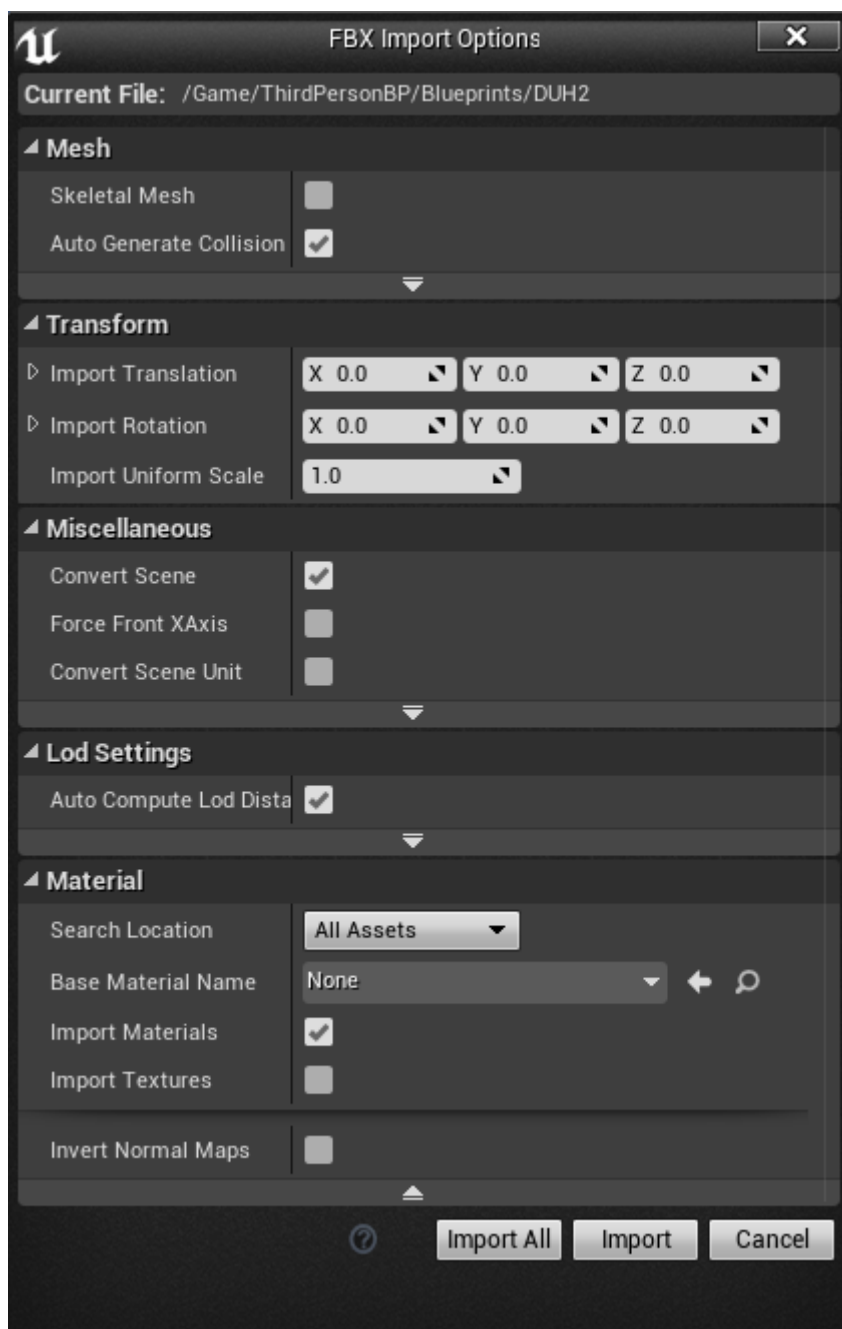 FBX Import Options
Current File: /Game/ThirdPersonBP/Blueprints/DUH2
Mesh
Skeletal Mesh
Auto Generate Collision
Transform
Import Translation X 0.0 Y 0.0 Z 0.0
Import Rotation X 0.0 Y 0.0 Z 0.0
Import Uniform Scale 1.0
Miscellaneous
Convert Scene
Force Front XAxis
Convert Scene Unit
Lod Settings
Auto Compute Lod Dista
Material
Search Location All Assets
Base Material Name None
Import Materials
Import Textures
Invert Normal Maps
? Import All Import Cancel